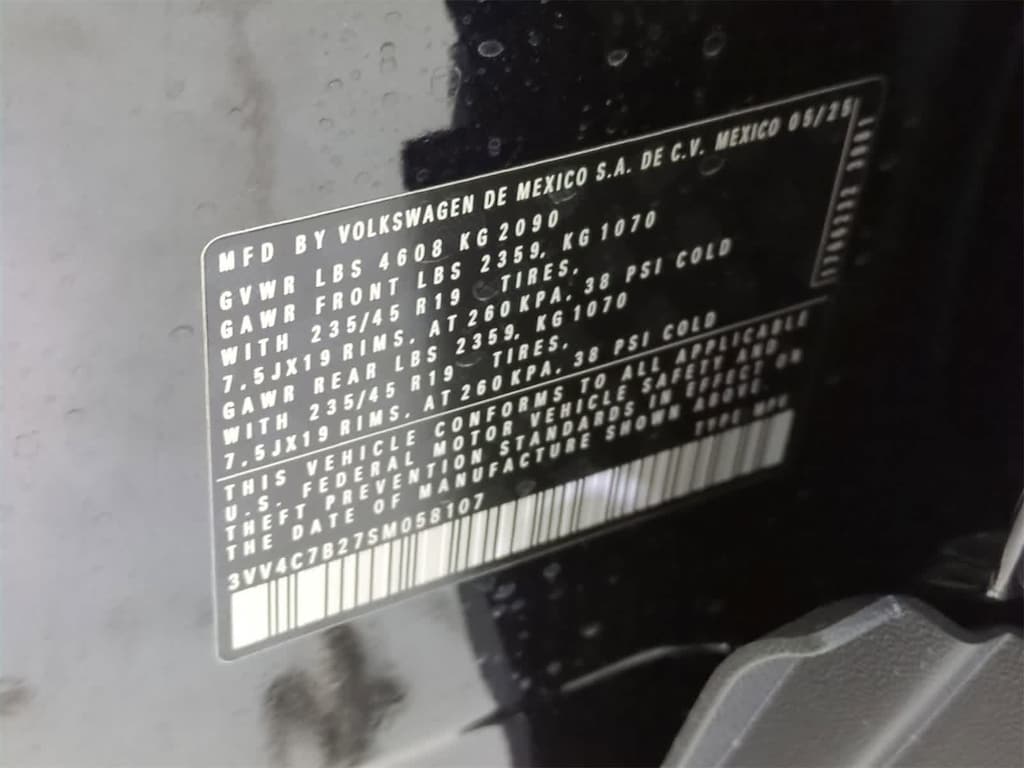 MFD BY VOLKSWAGEN DE MEXICO S.A. DE C.V. MEXICO 05/25
GVWR LBS 4608 KG 2090
GAWR FRONT LBS 2359, KG 1070
WITH 235/45 R19 TIRES,
7.5JX19 RIMS, AT 260 KPA, 38 PSI COLD
GAWR REAR LBS 2359, KG 1070
WITH 235/45 R19 TIRES,
7.5JX19 RIMS, AT 260 KPA, 38 PSI COLD
THIS VEHICLE CONFORMS TO ALL APPLICABLE
U.S. FEDERAL MOTOR VEHICLE SAFETY AND
THEFT PREVENTION STANDARDS IN EFFECT ON
THE DATE OF MANUFACTURE SHOWN ABOVE.
3VV4C7B27SM058107 TYPE: MPV